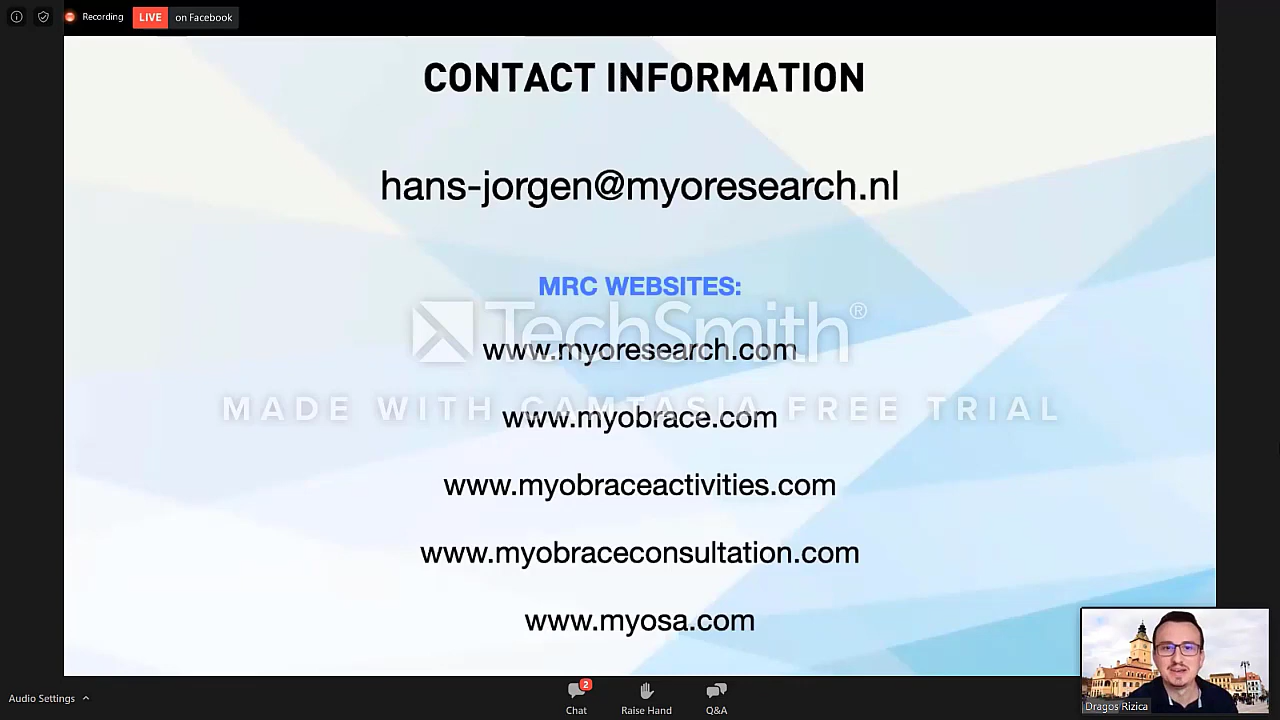 Recording
LIVE on Facebook
CONTACT INFORMATION
hans-jorgen@myoresearch.nl
MRC WEBSITES:
TechSmith®
www.myoresearch.com
MADE WITH CAMTASIA FREE TRIAL
www.myobrace.com
www.myobraceactivities.com
www.myobraceconsultation.com
www.myosa.com
Dragos Rizica
Audio Settings
2
Chat
Raise Hand
Q&A